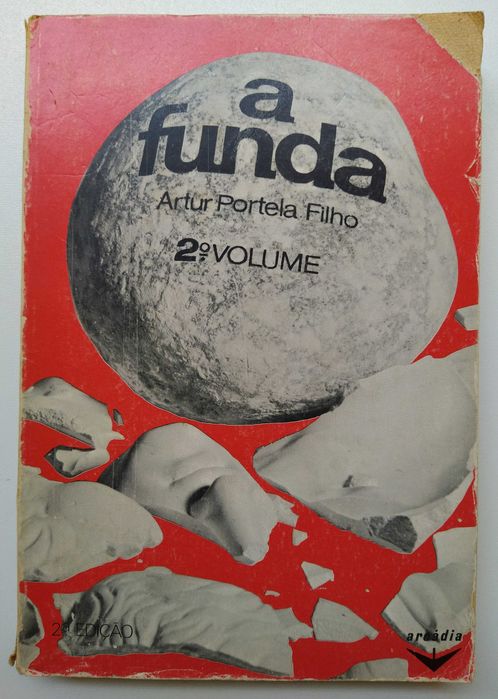 a
funda
Artur Portela Filho
2º VOLUME
2ª EDIÇÃO
arcádia